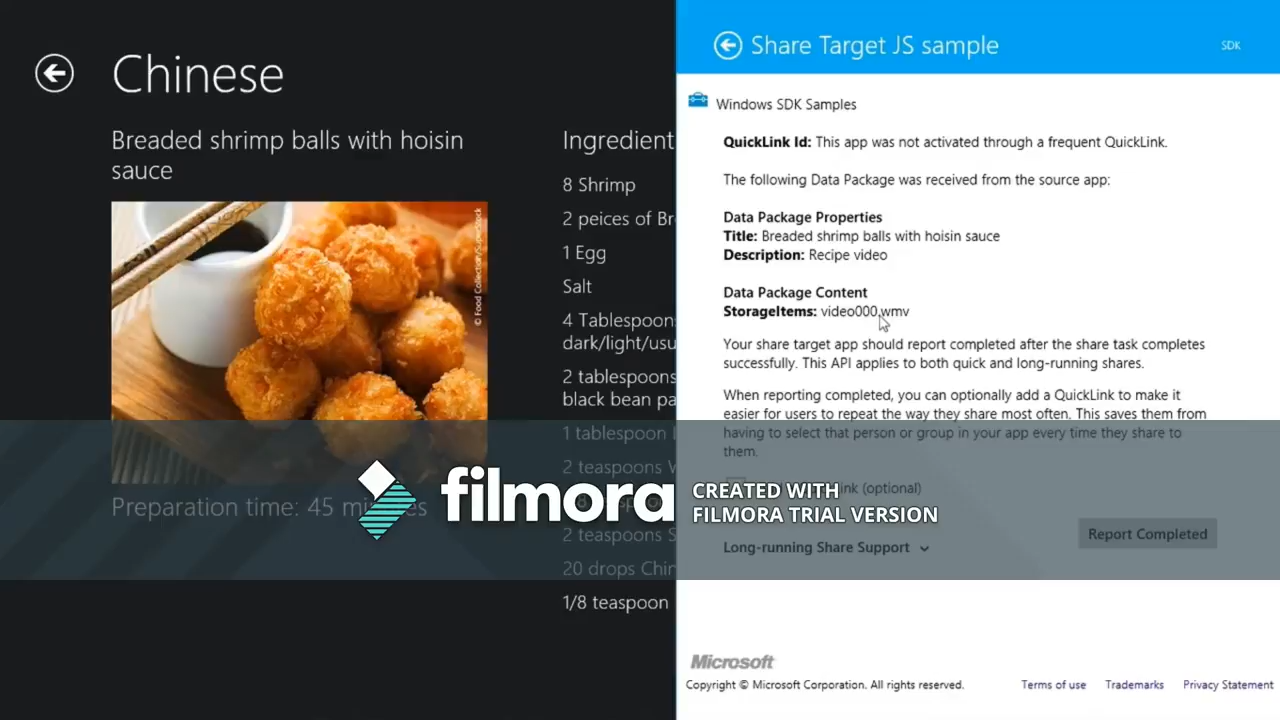 Chinese
Breaded shrimp balls with hoisin
sauce
© Food Collection/SuperStock
Preparation time: 45
Ingredient
8 Shrimp
2 peices of Br
1 Egg
Salt
4 Tablespoon
dark/light/usu
2 tablespoons
black bean pa
1 tablespoon
2 teaspoons
2 teaspoons S
20 drops Chin
1/8 teaspoon
Share Target JS sample
SDK
Windows SDK Samples
QuickLink Id: This app was not activated through a frequent QuickLink.
The following Data Package was received from the source app:
Data Package Properties
Title: Breaded shrimp balls with hoisin sauce
Description: Recipe video
Data Package Content
StorageItems: video000.wmv
Your share target app should report completed after the share task completes
successfully. This API applies to both quick and long-running shares.
When reporting completed, you can optionally add a QuickLink to make it
easier for users to repeat the way they share most often. This saves them from
having to select that person or group in your app every time they share to
them.
(optional)
Long-running Share Support
Report Completed
filmora
CREATED WITH
FILMORA TRIAL VERSION
Microsoft
Copyright © Microsoft Corporation. All rights reserved.
Terms of use
Trademarks
Privacy Statement